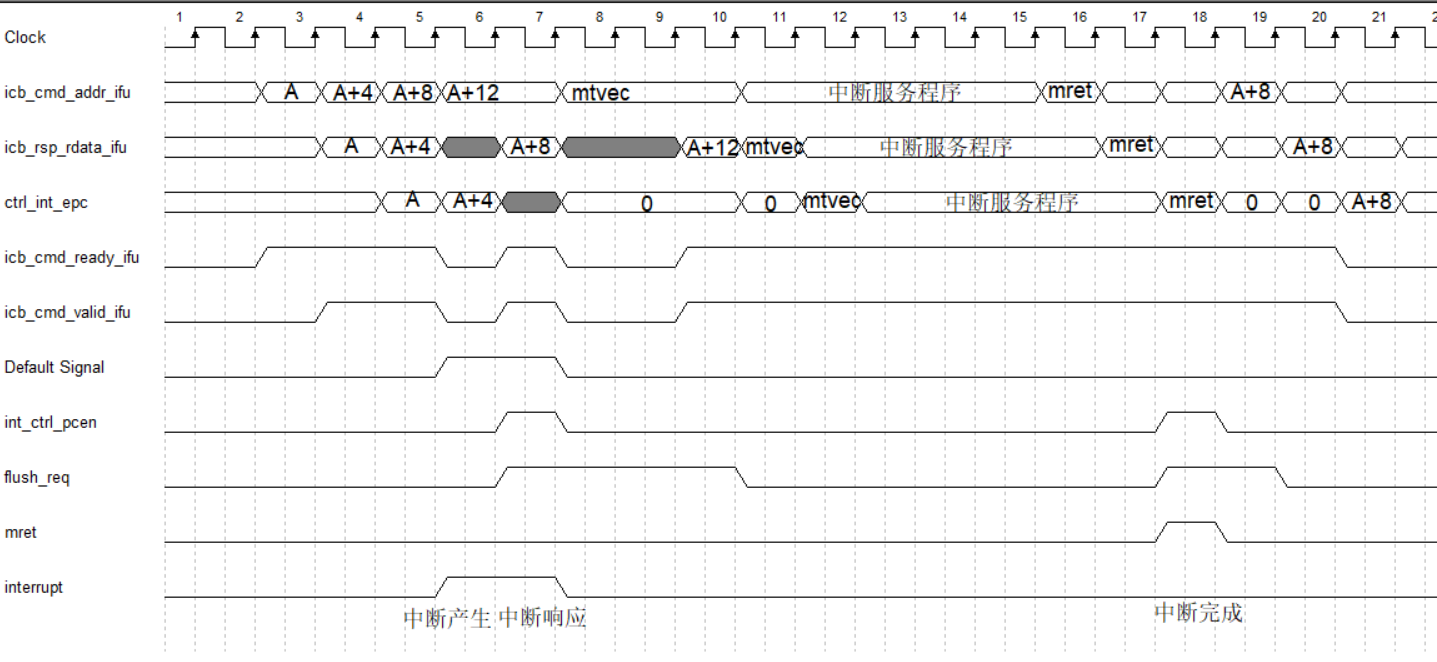 1 2 3 4 5 6 7 8 9 10 11 12 13 14 15 16 17 18 19 20 21 2
Clock
icb_cmd_addr_ifu A A+4 A+8 A+12 mtvec 中断服务程序 mret A+8
icb_rsp_rdata_ifu A A+4 A+8 A+12 mtvec 中断服务程序 mret A+8
ctrl_int_epc A A+4 0 0 mtvec 中断服务程序 mret 0 0 A+8
icb_cmd_ready_ifu
icb_cmd_valid_ifu
Default Signal
int_ctrl_pcen
flush_req
mret
interrupt
中断产生 中断响应 中断完成